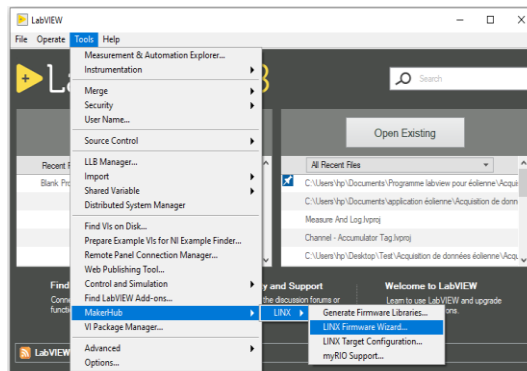 LabVIEW
File Operate Tools Help
Measurement & Automation Explorer...
Instrumentation
Merge
Security
User Name...
Source Control
LLB Manager...
Import
Shared Variable
Distributed System Manager
Find VIs on Disk...
Prepare Example VIs for NI Example Finder...
Remote Panel Connection Manager...
Web Publishing Tool...
Control and Simulation
Find LabVIEW Add-ons...
MakerHub
VI Package Manager...
Advanced
Options...
LINX
Generate Firmware Libraries...
LINX Firmware Wizard...
LINX Target Configuration...
myRIO Support...
Search
Open Existing
Recent
All Recent Files
Blank
C:\Users\hp\Documents\Programme labview pour éolienne\Acqui
C:\Users\hp\Documents\application éolienne\Acquisition de donn
Measure And Log.lvproj
Channel - Accumulator Tag.lvproj
C:\Users\hp\Desktop\Test\Acquisition de données éolienne\Acqu
Find
y and Support
the discussion forums or
Welcome to LabVIEW
Learn to use LabVIEW and upgrade
ons.
LabVIEW